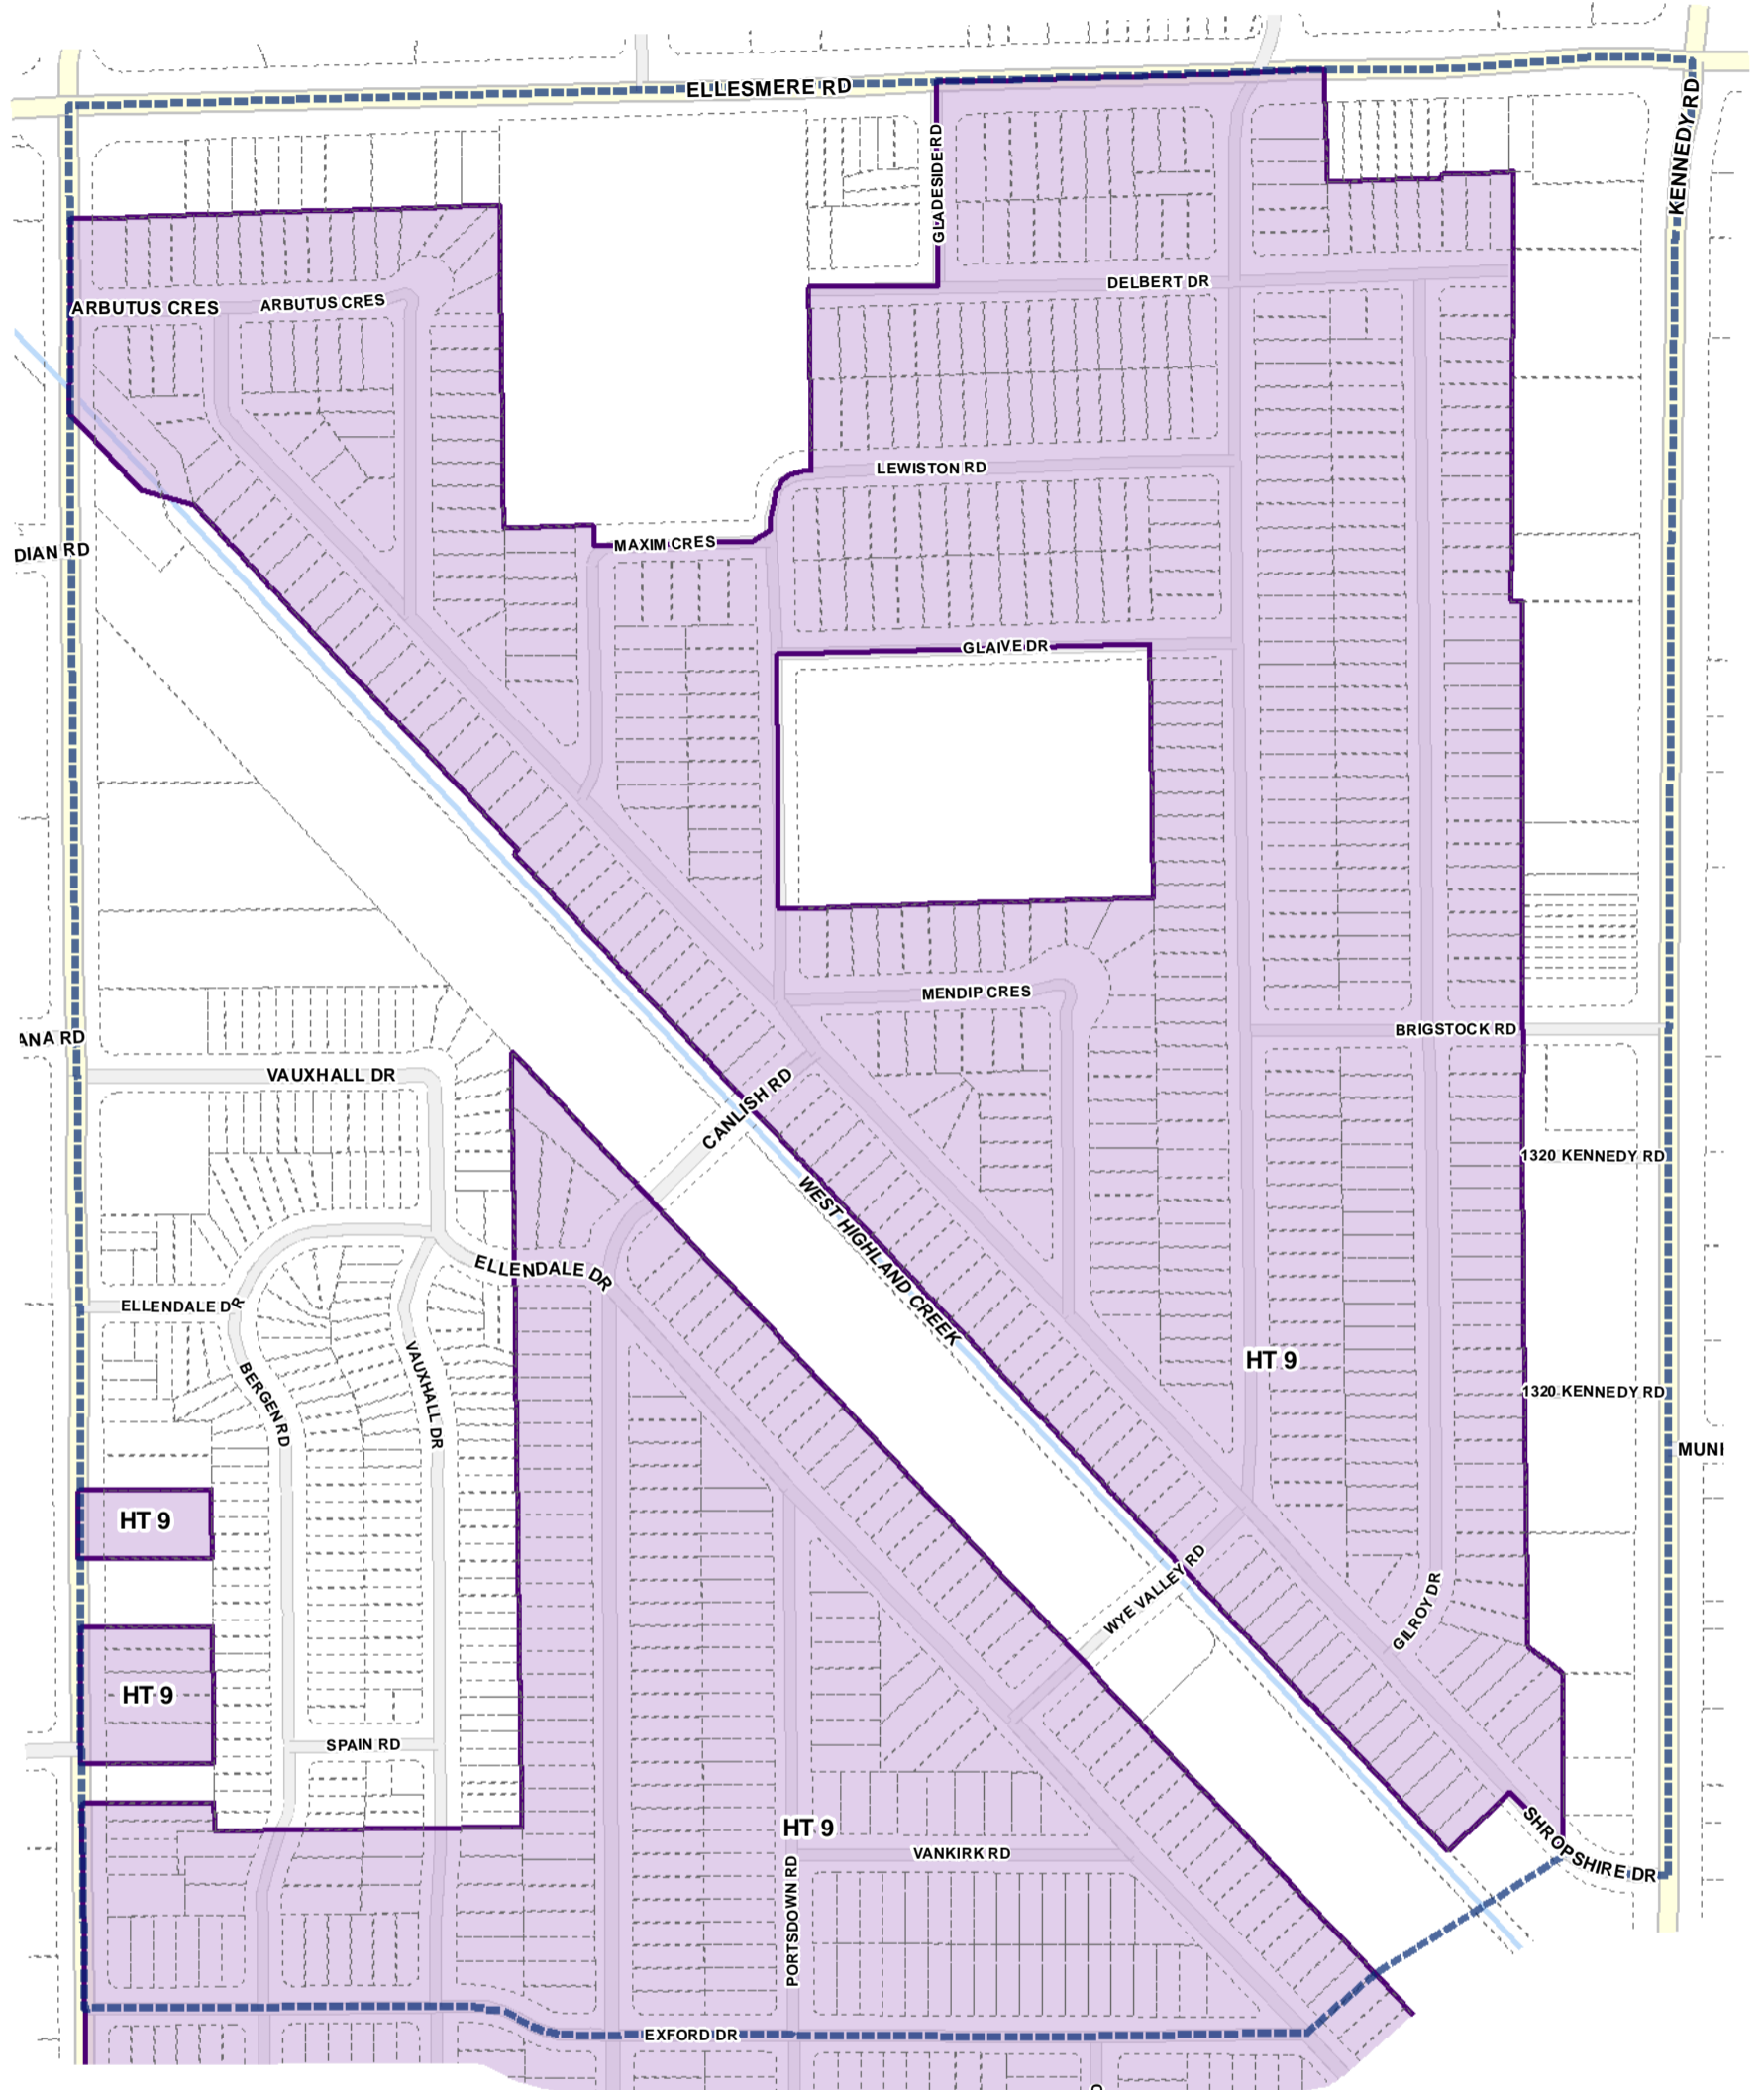 ELLESMERE RD
KENNEDY RD
GLADESIDE RD
DELBERT DR
ARBUTUS CRES
ARBUTUS CRES
LEWISTON RD
MAXIM CRES
DIAN RD
GLAIVE DR
MENDIP CRES
BRIGSTOCK RD
ANA RD
VAUXHALL DR
CANLISH RD
1320 KENNEDY RD
WEST HIGHLAND CREEK
ELLENDALE DR
ELLENDALE DR
HT 9
VAUXHALL DR
BERGEN RD
1320 KENNEDY RD
MUNI
HT 9
WYE VALLEY RD
GILROY DR
HT 9
SPAIN RD
HT 9
SHROPSHIRE DR
VANKIRK RD
PORTSDOWN RD
EXFORD DR